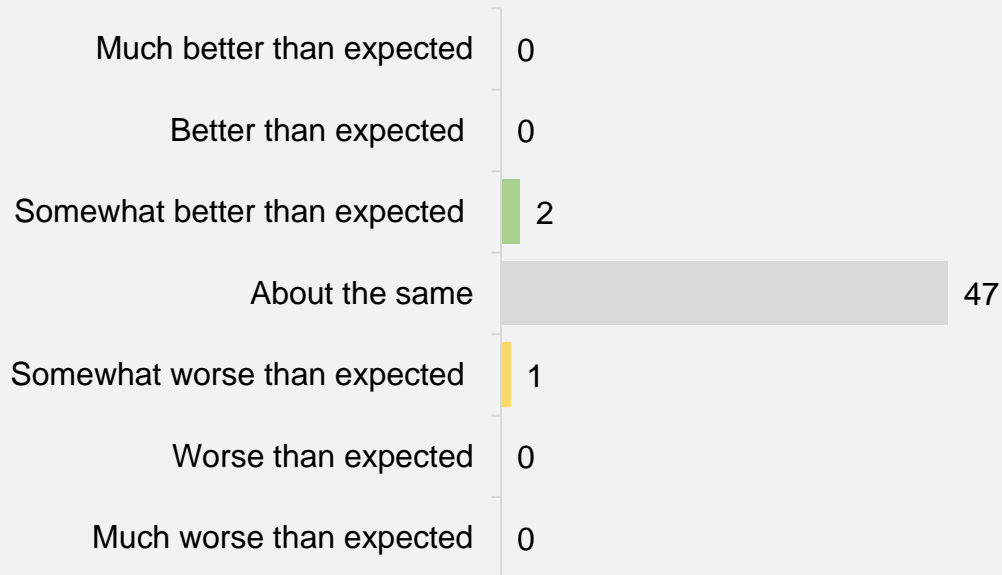 Much better than expected 0
Better than expected 0
Somewhat better than expected 2
About the same 47
Somewhat worse than expected 1
Worse than expected 0
Much worse than expected 0